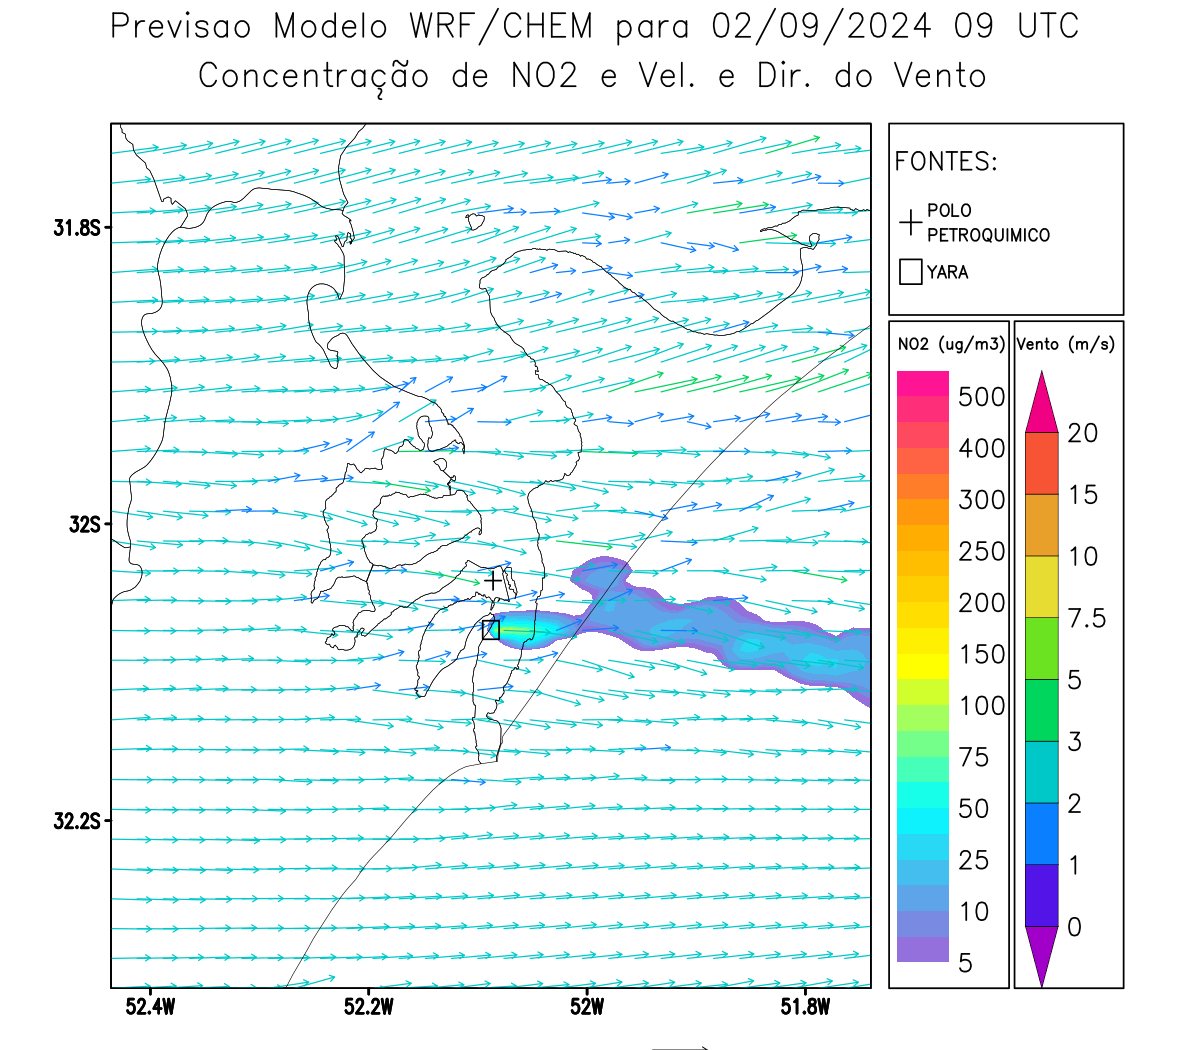 Previsao Modelo WRF/CHEM para 02/09/2024 09 UTC
Concentração de NO2 e Vel. e Dir. do Vento
FONTES:
POLO
PETROQUIMICO
YARA
31.8S
32S
32.2S
52.4W
52.2W
52W
51.8W
NO2 (ug/m3)
500
400
300
250
200
150
100
75
50
25
10
5
Vento (m/s)
20
15
10
7.5
5
3
2
1
0